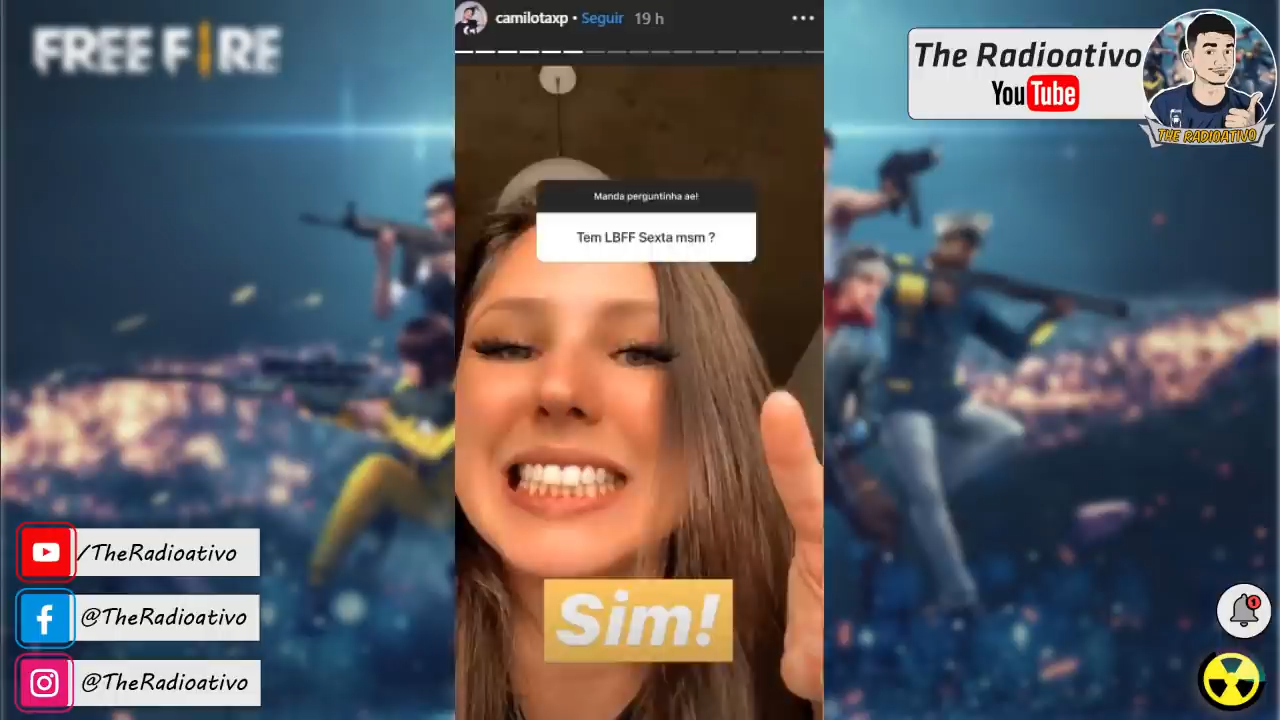 FREE FIRE
camilotaxp • Seguir 19 h
The Radioativo
YouTube
THE RADIOATIVO
Manda perguntinha ae!
Tem LBFF Sexta msm ?
Sim!
/TheRadioativo
@TheRadioativo
@TheRadioativo
1